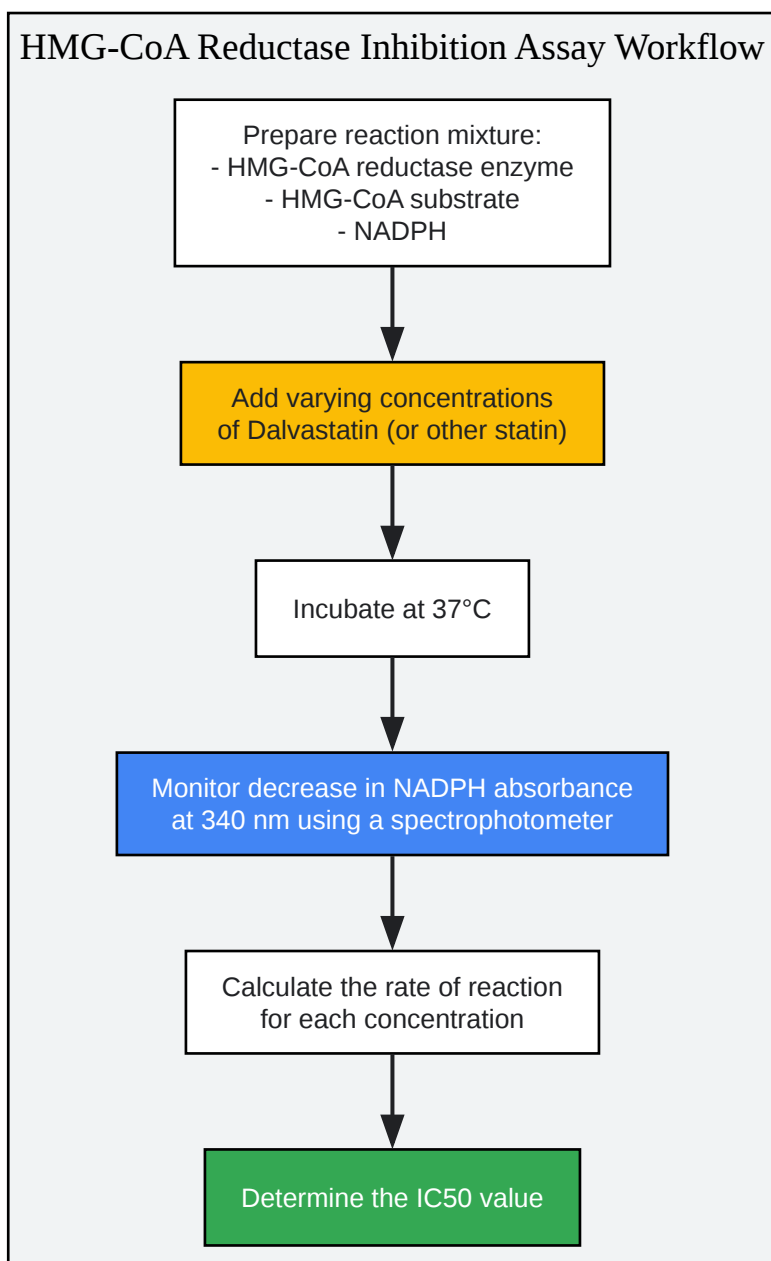 HMG-CoA Reductase Inhibition Assay Workflow
Prepare reaction mixture:
- HMG-CoA reductase enzyme
- HMG-CoA substrate
- NADPH
Add varying concentrations
of Dalvastatin (or other statin)
Incubate at 37°C
Monitor decrease in NADPH absorbance
at 340 nm using a spectrophotometer
Calculate the rate of reaction
for each concentration
Determine the IC50 value